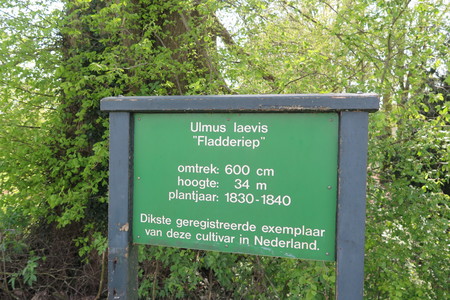 Ulmus laevis
"Fladderiep"
omtrek: 600 cm
hoogte: 34 m
plantjaar: 1830-1840
Dikste geregistreerde exemplaar
van deze cultivar in Nederland.